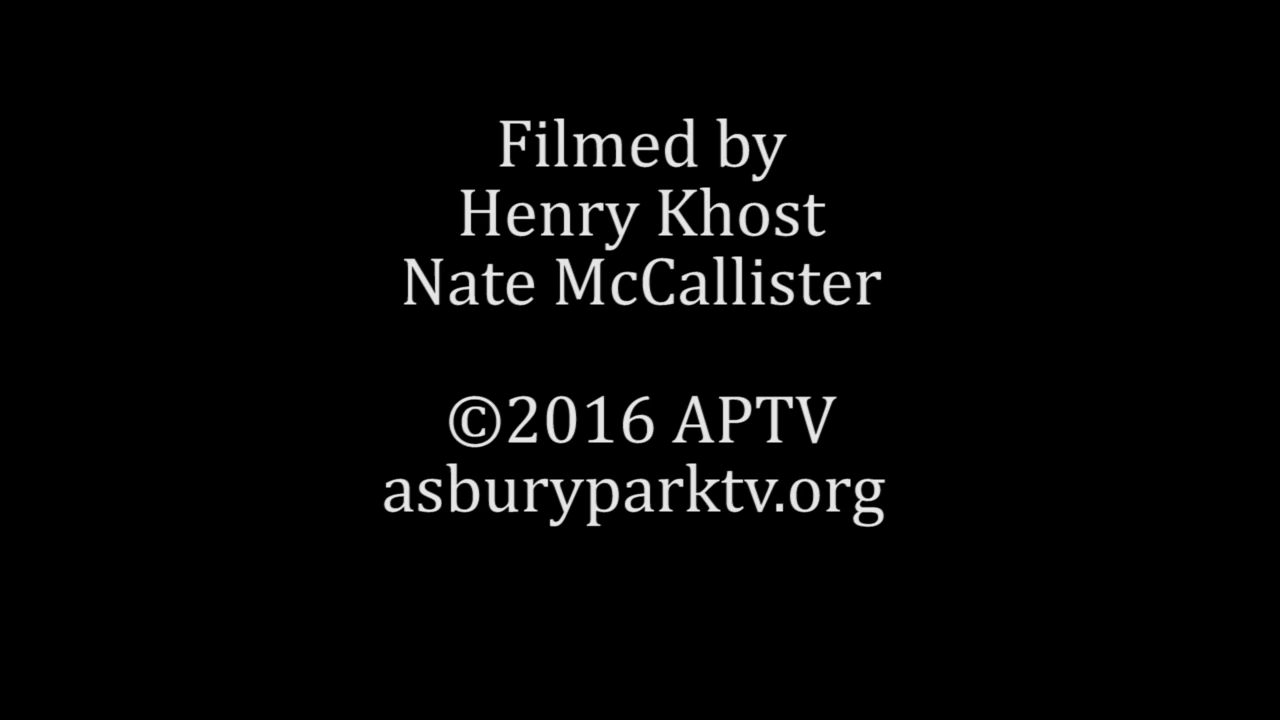 Filmed by
Henry Khost
Nate McCallister
©2016 APTV
asburyparktv.org